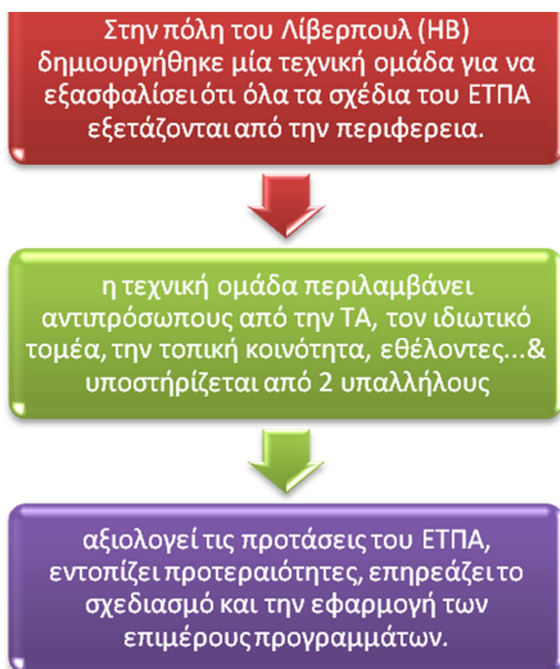 Στην πόλη του Λίβερπουλ (ΗΒ)
δημιουργήθηκε μία τεχνική ομάδα για να
εξασφαλίσει ότι όλα τα σχέδια του ΕΤΠΑ
εξετάζονται από την περιφερεια.
η τεχνική ομάδα περιλαμβάνει
αντιπρόσωπους από την ΤΑ, τον ιδιωτικό
τομέα, την τοπική κοινότητα, εθέλοντες...&
υποστήριζεται από 2 υπαλλήλους
αξιολογεί τις προτάσεις του ΕΤΠΑ,
εντοπίζει προτεραιότητες, επηρεάζει το
σχεδιασμό και την εφαρμογή των
επιμέρους προγραμμάτων.